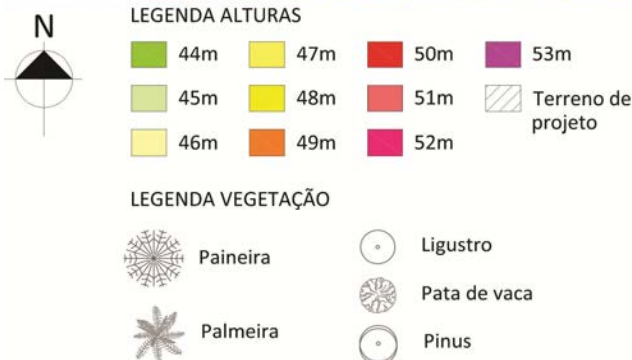 N
LEGENDA ALTURAS
44m
47m
50m
53m
45m
48m
51m
Terreno de
projeto
46m
49m
52m
LEGENDA VEGETAÇÃO
Paineira
Ligustro
Pata de vaca
Palmeira
Pinus